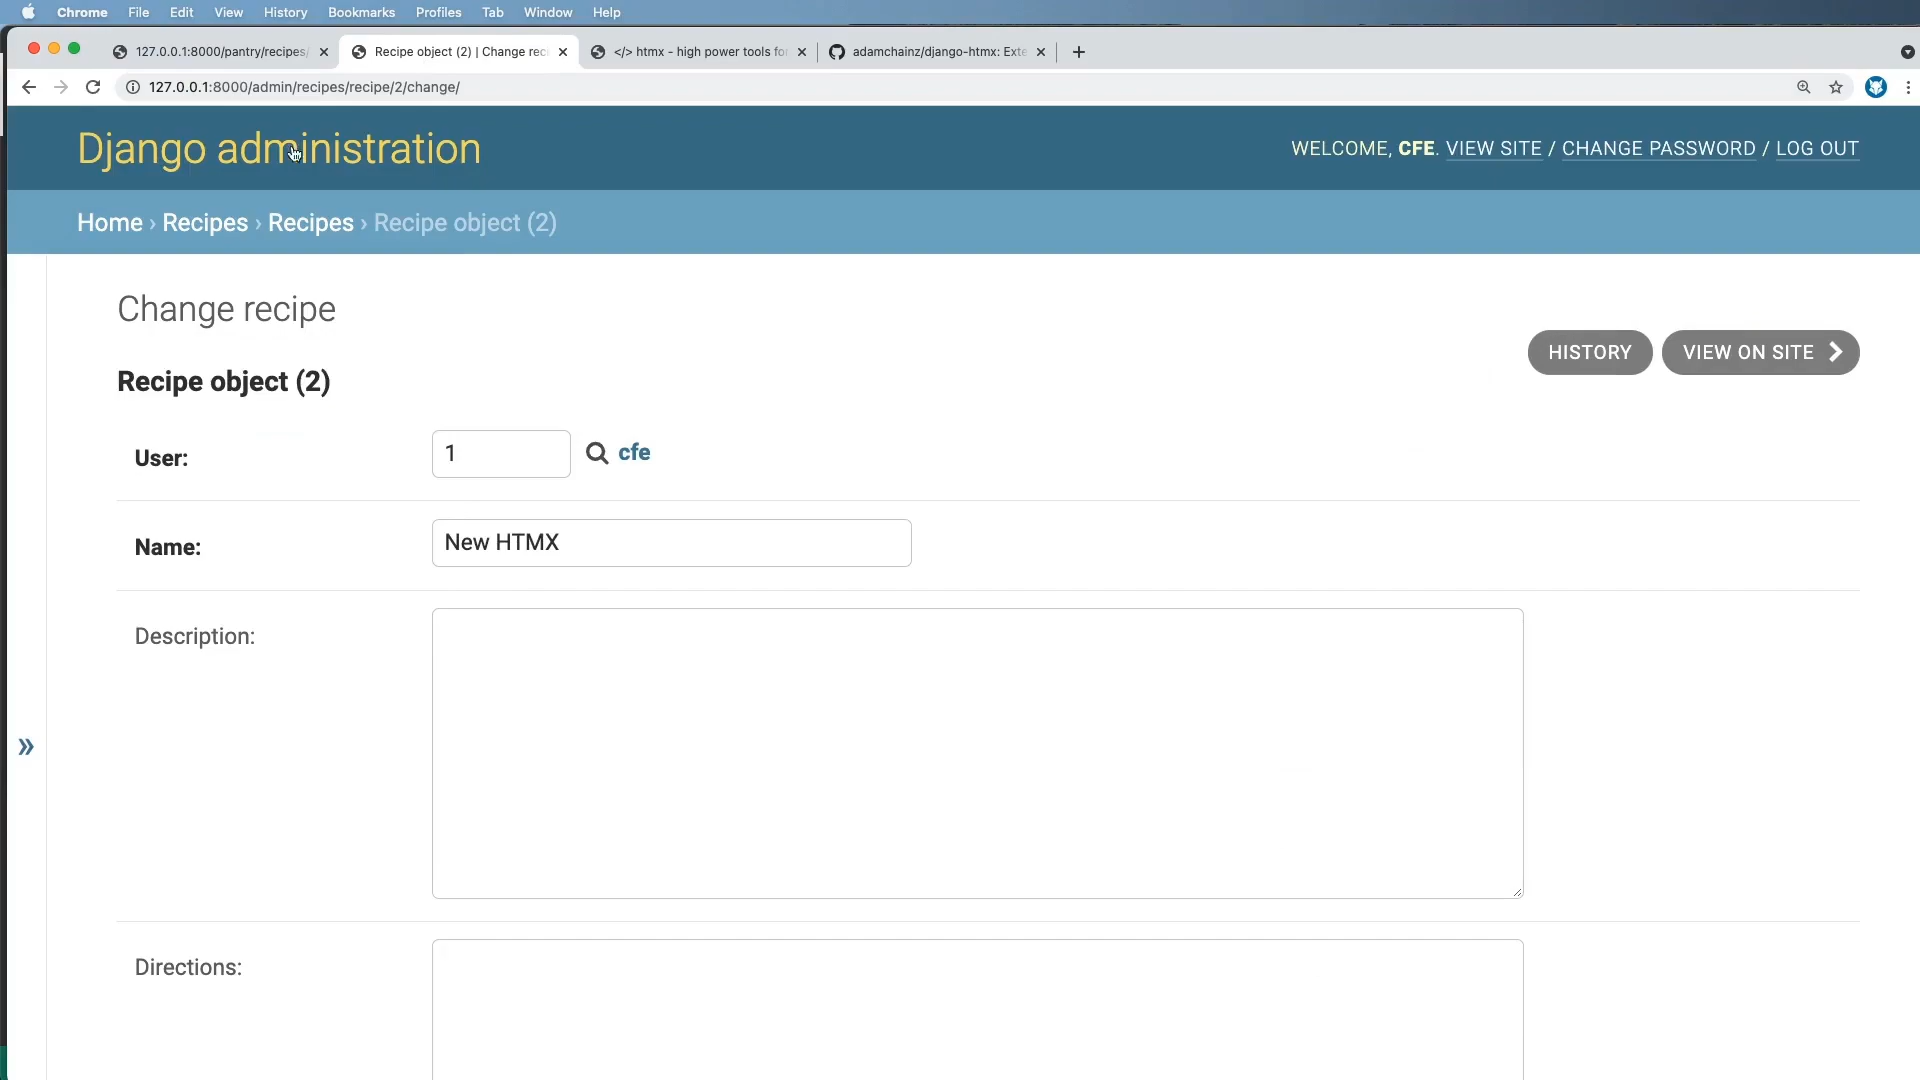 Chrome File Edit View History Bookmarks Profiles Tab Window Help
127.0.0.1:8000/pantry/recipes/ Recipe object (2) | Change rec </> htmx - high power tools fo adamchainz/django-htmx: Exte
127.0.0.1:8000/admin/recipes/recipe/2/change/
Django administration
WELCOME, CFE. VIEW SITE / CHANGE PASSWORD / LOG OUT
Home › Recipes › Recipes › Recipe object (2)
Change recipe
HISTORY VIEW ON SITE
Recipe object (2)
User: 1 cfe
Name: New HTMX
Description:
Directions: